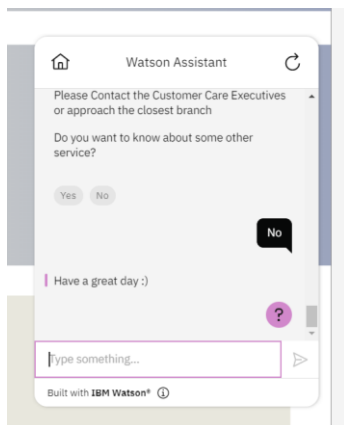 Watson Assistant
Please Contact the Customer Care Executives
or approach the closest branch
Do you want to know about some other
service?
Yes No
No
Have a great day :)
?
Type something...
Built with IBM Watson®